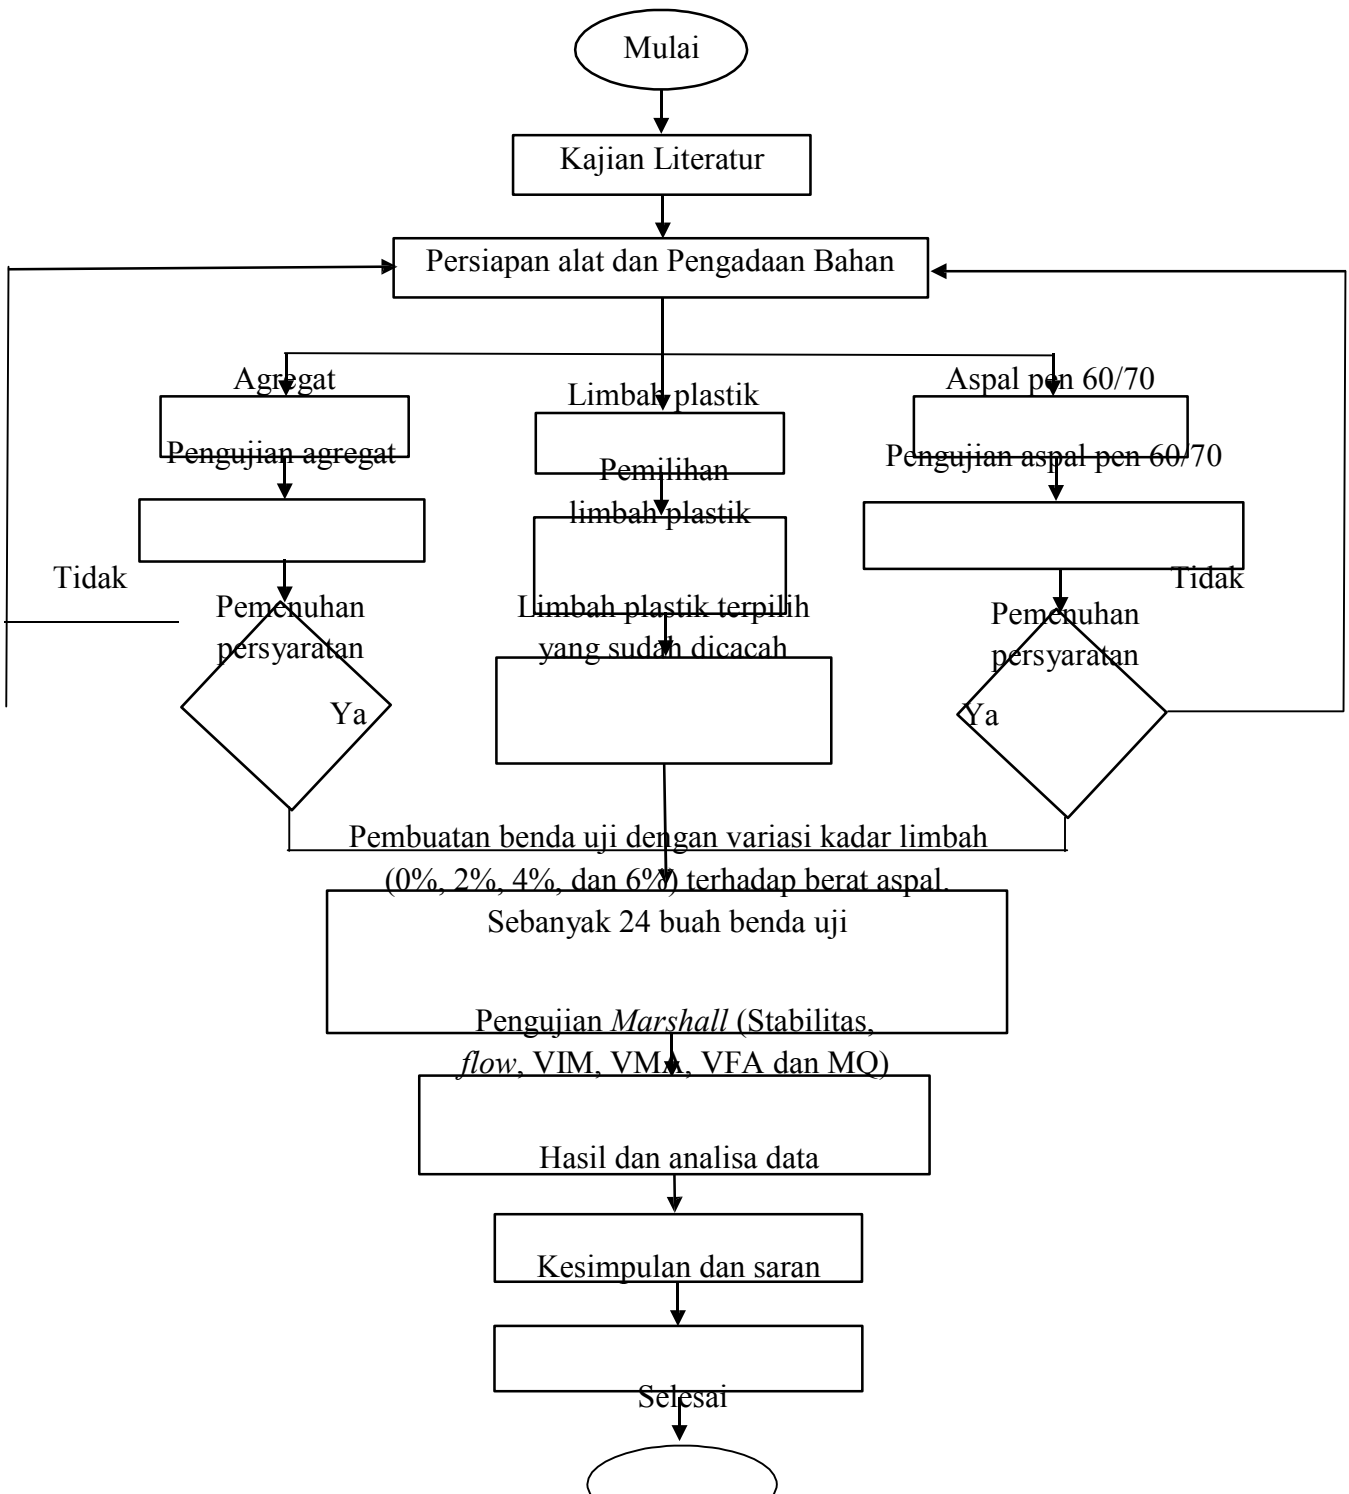 Mulai
Kajian Literatur
Persiapan alat dan Pengadaan Bahan
Agregat
Limbah plastik
Aspal pen 60/70
Pengujian agregat
Pemilihan
limbah plastik
Pengujian aspal pen 60/70
Tidak
Tidak
Pemenuhan
persyaratan
Limbah plastik terpilih
yang sudah dicacah
Pemenuhan
persyaratan
Ya
Ya
Pembuatan benda uji dengan variasi kadar limbah
(0%, 2%, 4%, dan 6%) terhadap berat aspal.
Sebanyak 24 buah benda uji
Pengujian Marshall (Stabilitas,
flow, VIM, VMA, VFA dan MQ)
Hasil dan analisa data
Kesimpulan dan saran
Selesai